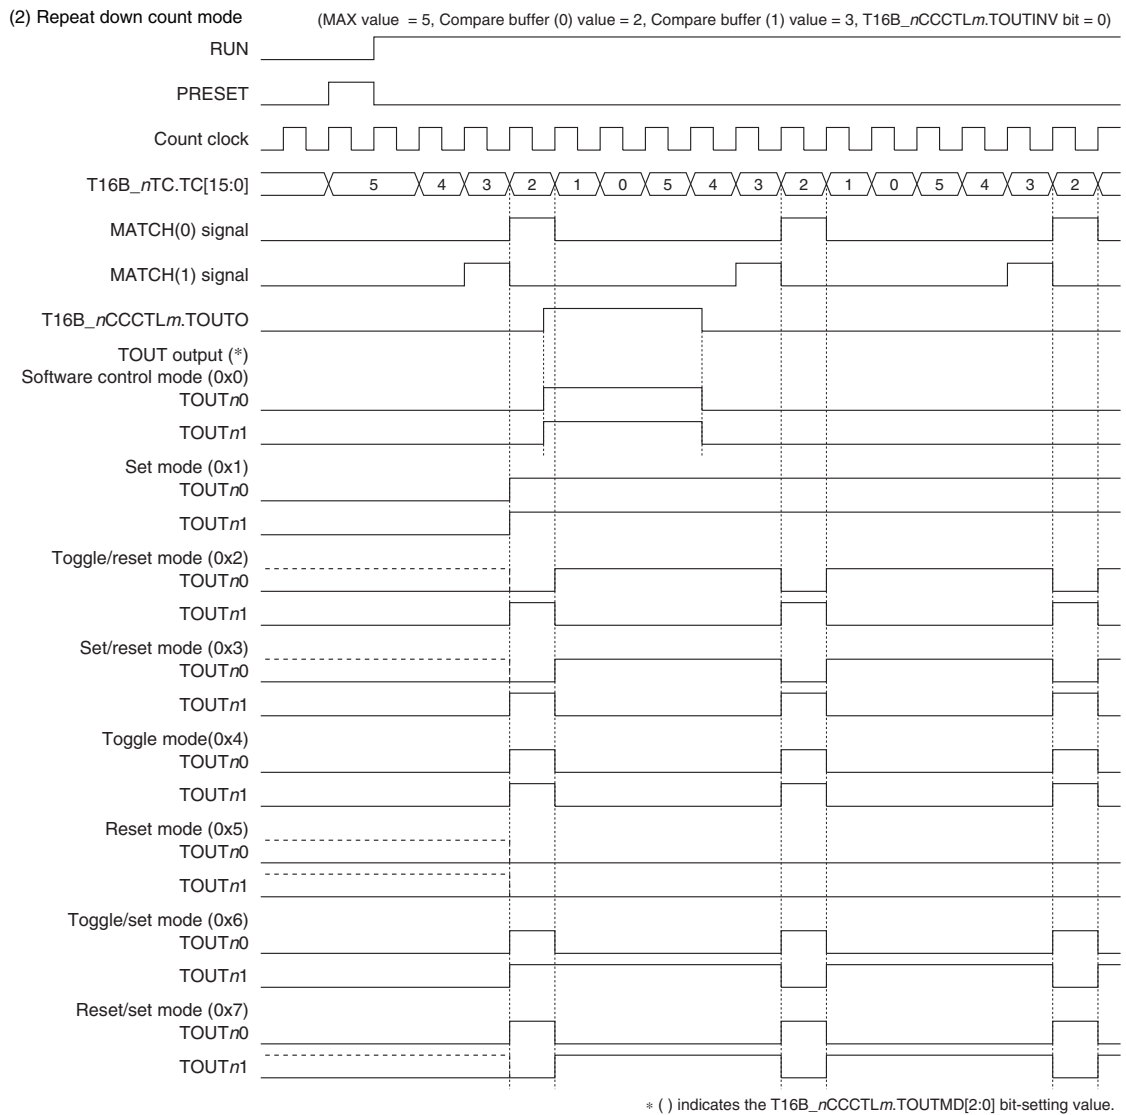 (2) Repeat down count mode (MAX value = 5, Compare buffer (0) value = 2, Compare buffer (1) value = 3, T16B_nCCCTLm.TOUTINV bit = 0)
RUN
PRESET
Count clock
T16B_nTC.TC[15:0] 5 4 3 2 1 0 5 4 3 2 1 0 5 4 3 2
MATCH(0) signal
MATCH(1) signal
T16B_nCCCTLm.TOUTO
TOUT output (*)
Software control mode (0x0)
TOUTn0
TOUTn1
Set mode (0x1)
TOUTn0
TOUTn1
Toggle/reset mode (0x2)
TOUTn0
TOUTn1
Set/reset mode (0x3)
TOUTn0
TOUTn1
Toggle mode(0x4)
TOUTn0
TOUTn1
Reset mode (0x5)
TOUTn0
TOUTn1
Toggle/set mode (0x6)
TOUTn0
TOUTn1
Reset/set mode (0x7)
TOUTn0
TOUTn1
* ( ) indicates the T16B_nCCCTLm.TOUTMD[2:0] bit-setting value.